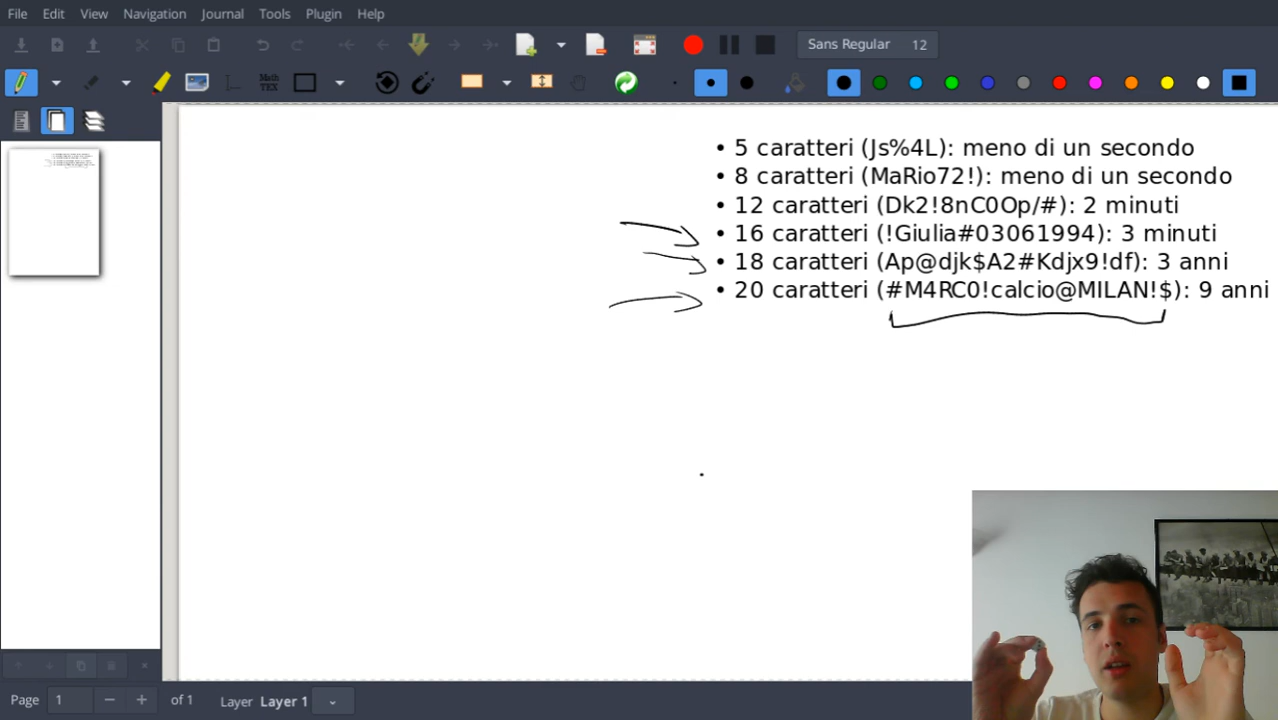 File Edit View Navigation Journal Tools Plugin Help
Sans Regular 12
Math
TEX
• 5 caratteri (Js%4L): meno di un secondo
• 8 caratteri (MaRio72!): meno di un secondo
• 12 caratteri (Dk2!8nC0Op/#): 2 minuti
• 16 caratteri (!Giulia#03061994): 3 minuti
• 18 caratteri (Ap@djk$A2#Kdjx9!df): 3 anni
• 20 caratteri (#M4RC0!calcio@MILAN!$): 9 anni
Page 1 of 1 Layer Layer 1